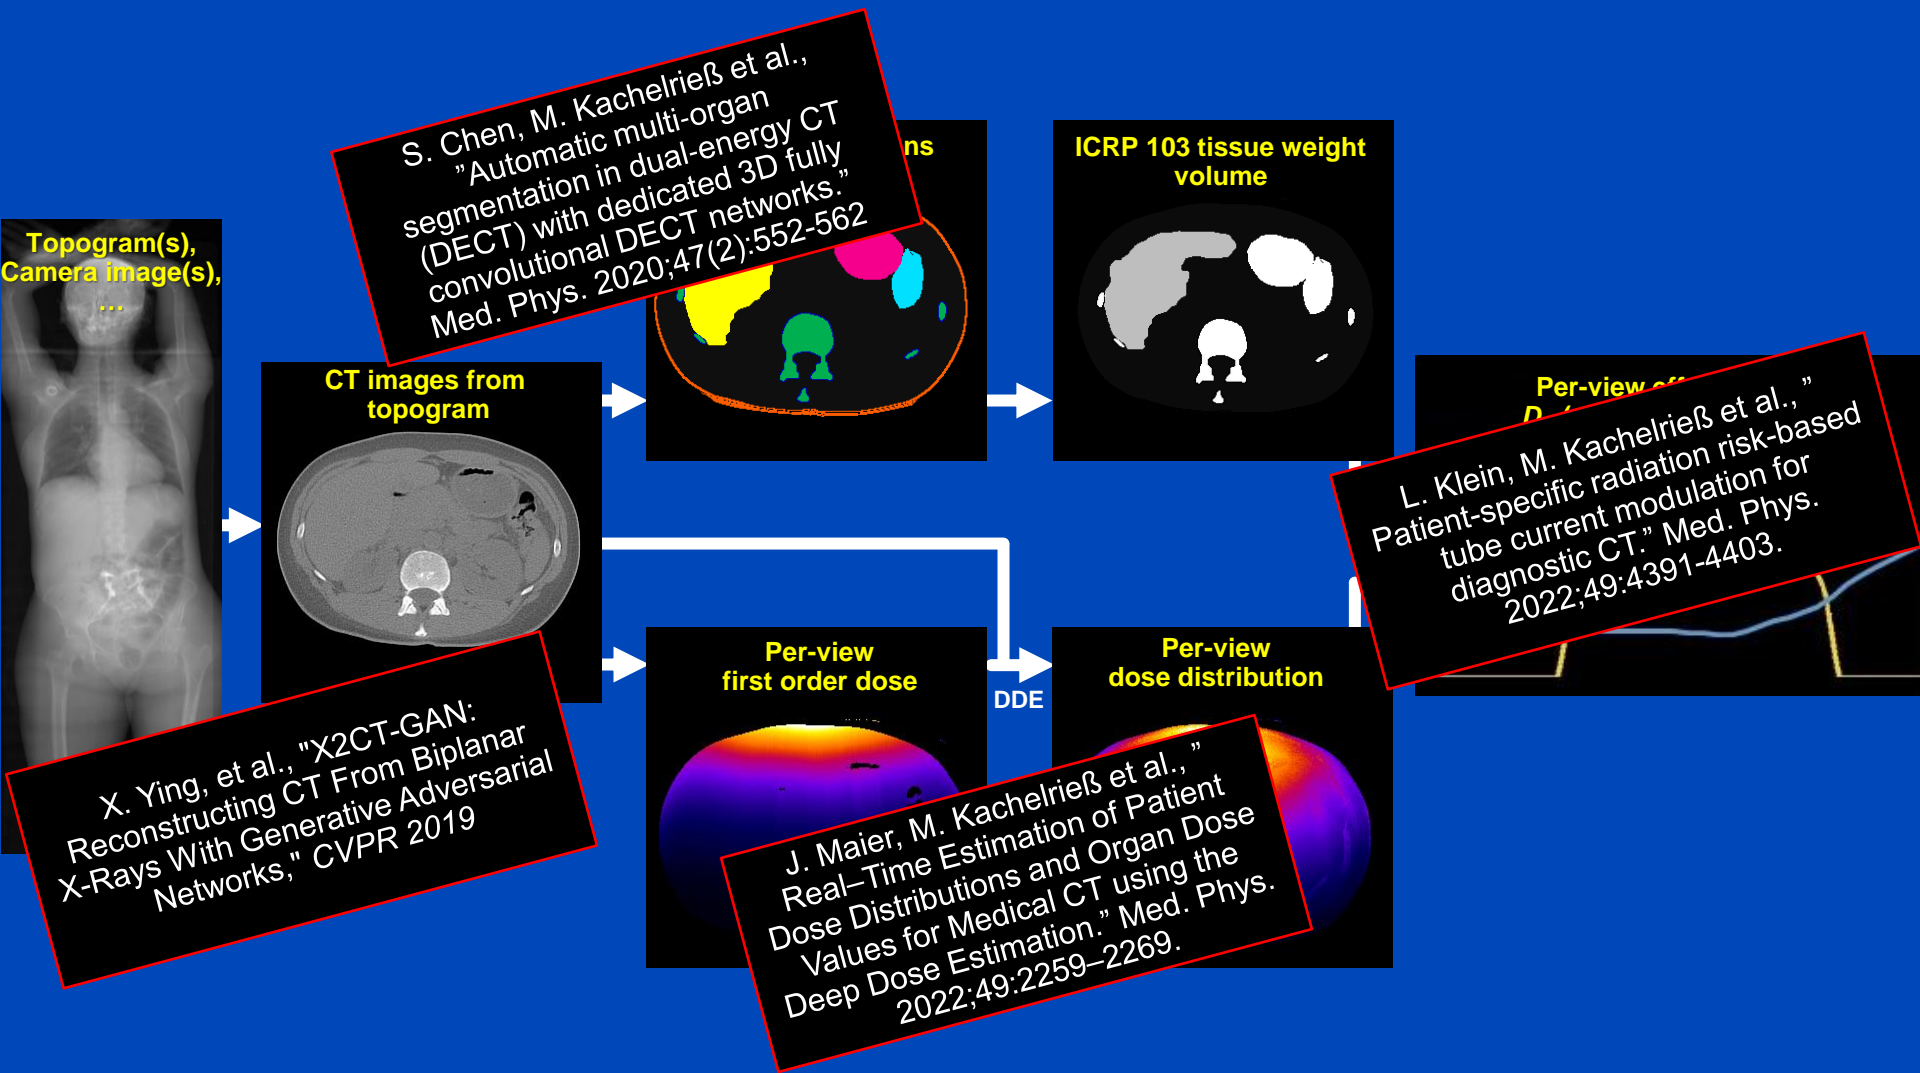 S. Chen, M. Kachelrieß et al.,
”Automatic multi-organ
segmentation in dual-energy CT
(DECT) with dedicated 3D fully
convolutional DECT networks.”
Med. Phys. 2020;47(2):552-562
ICRP 103 tissue weight
volume
Topogram(s),
Camera image(s),
…
CT images from
topogram
Per-view
L. Klein, M. Kachelrieß et al.,”
Patient-specific radiation risk-based
tube current modulation for
diagnostic CT.” Med. Phys.
2022;49:4391-4403.
Per-view
first order dose
DDE
Per-view
dose distribution
X. Ying, et al., "X2CT-GAN:
Reconstructing CT From Biplanar
X-Rays With Generative Adversarial
Networks," CVPR 2019
J. Maier, M. Kachelrieß et al.,”
Real–Time Estimation of Patient
Dose Distributions and Organ Dose
Values for Medical CT using the
Deep Dose Estimation.” Med. Phys.
2022;49:2259–2269.